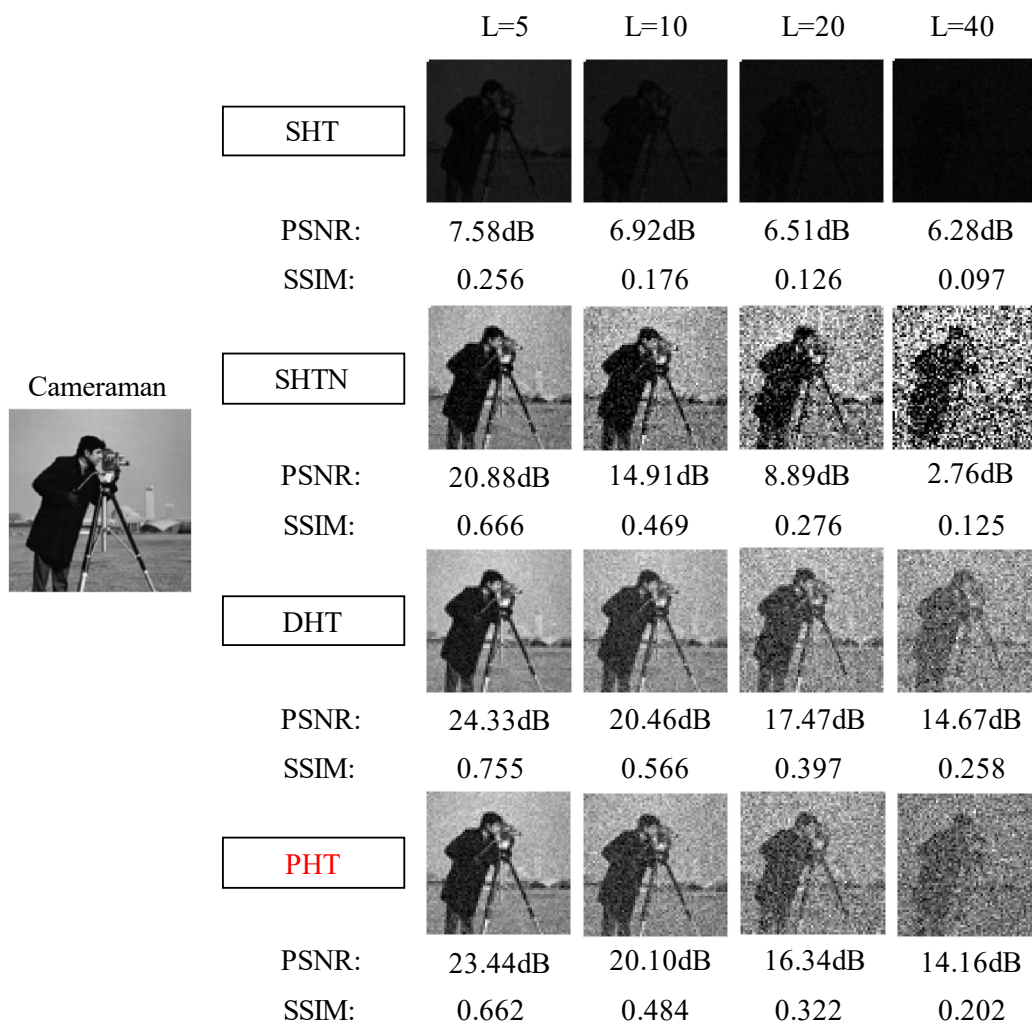 L=5 L=10 L=20 L=40
SHT
PSNR: 7.58dB 6.92dB 6.51dB 6.28dB
SSIM: 0.256 0.176 0.126 0.097
Cameraman
SHTN
PSNR: 20.88dB 14.91dB 8.89dB 2.76dB
SSIM: 0.666 0.469 0.276 0.125
DHT
PSNR: 24.33dB 20.46dB 17.47dB 14.67dB
SSIM: 0.755 0.566 0.397 0.258
PHT
PSNR: 23.44dB 20.10dB 16.34dB 14.16dB
SSIM: 0.662 0.484 0.322 0.202